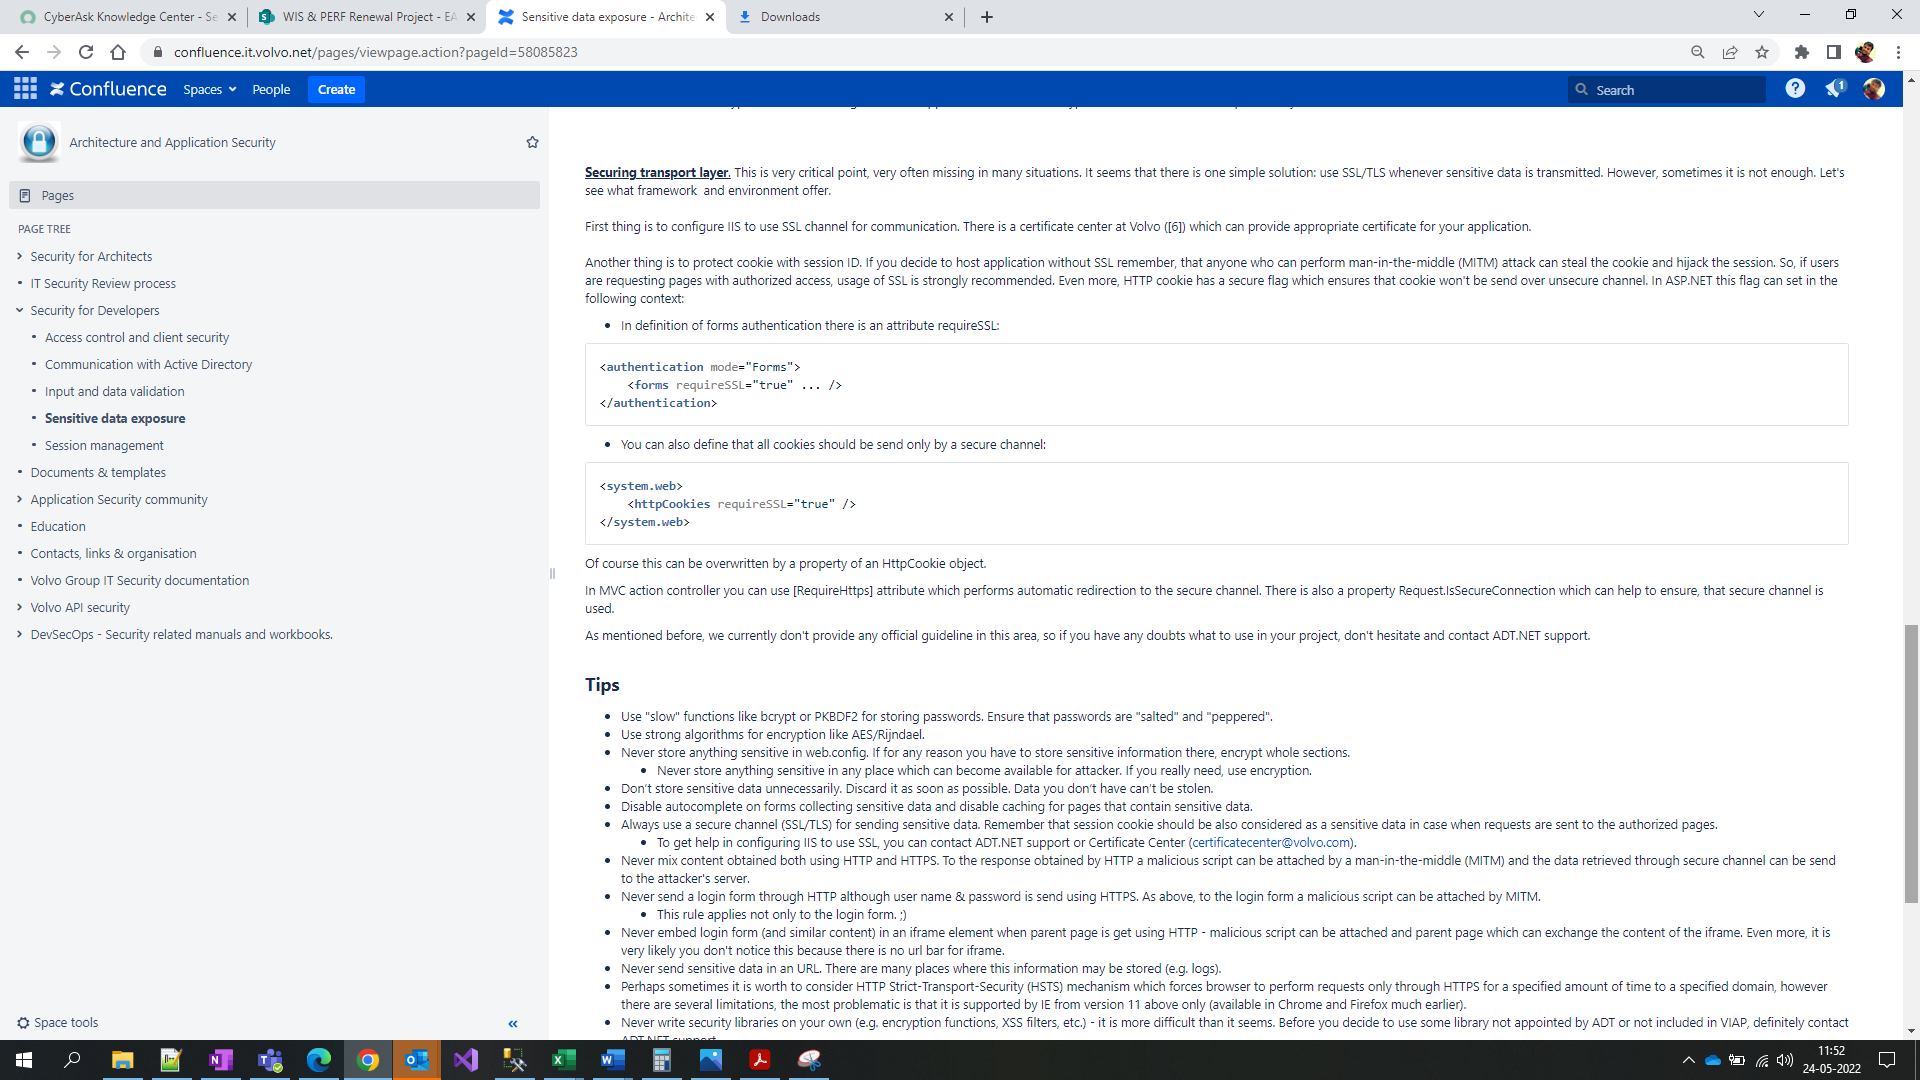 CyberAsk Knowledge Center - Se
WIS & PERF Renewal Project - EA
Sensitive data exposure - Archite
Downloads
confluence.it.volvo.net/pages/viewpage.action?pageId=58085823
Confluence
Spaces
People
Create
Search
1
Architecture and Application Security
Pages
PAGE TREE
Security for Architects
IT Security Review process
Security for Developers
Access control and client security
Communication with Active Directory
Input and data validation
Sensitive data exposure
Session management
Documents & templates
Application Security community
Education
Contacts, links & organisation
Volvo Group IT Security documentation
Volvo API security
DevSecOps - Security related manuals and workbooks.
Space tools
Securing transport layer. This is very critical point, very often missing in many situations. It seems that there is one simple solution: use SSL/TLS whenever sensitive data is transmitted. However, sometimes it is not enough. Let's
see what framework and environment offer.
First thing is to configure IIS to use SSL channel for communication. There is a certificate center at Volvo ([6]) which can provide appropriate certificate for your application.
Another thing is to protect cookie with session ID. If you decide to host application without SSL remember, that anyone who can perform man-in-the-middle (MITM) attack can steal the cookie and hijack the session. So, if users
are requesting pages with authorized access, usage of SSL is strongly recommended. Even more, HTTP cookie has a secure flag which ensures that cookie won't be send over unsecure channel. In ASP.NET this flag can set in the
following context:
In definition of forms authentication there is an attribute requireSSL:
<authentication mode="Forms">
<forms requireSSL="true" ... />
</authentication>
You can also define that all cookies should be send only by a secure channel:
<system.web>
<httpCookies requireSSL="true" />
</system.web>
Of course this can be overwritten by a property of an HttpCookie object.
In MVC action controller you can use [RequireHttps] attribute which performs automatic redirection to the secure channel. There is also a property Request.IsSecureConnection which can help to ensure, that secure channel is
used.
As mentioned before, we currently don't provide any official guideline in this area, so if you have any doubts what to use in your project, don't hesitate and contact ADT.NET support.
Tips
Use "slow" functions like bcrypt or PKBDF2 for storing passwords. Ensure that passwords are "salted" and "peppered".
Use strong algorithms for encryption like AES/Rijndael.
Never store anything sensitive in web.config. If for any reason you have to store sensitive information there, encrypt whole sections.
Never store anything sensitive in any place which can become available for attacker. If you really need, use encryption.
Don't store sensitive data unnecessarily. Discard it as soon as possible. Data you don't have can't be stolen.
Disable autocomplete on forms collecting sensitive data and disable caching for pages that contain sensitive data.
Always use a secure channel (SSL/TLS) for sending sensitive data. Remember that session cookie should be also considered as a sensitive data in case when requests are sent to the authorized pages.
To get help in configuring IIS to use SSL, you can contact ADT.NET support or Certificate Center (certificatecenter@volvo.com).
Never mix content obtained both using HTTP and HTTPS. To the response obtained by HTTP a malicious script can be attached by a man-in-the-middle (MITM) and the data retrieved through secure channel can be send
to the attacker's server.
Never send a login form through HTTP although user name & password is send using HTTPS. As above, to the login form a malicious script can be attached by MITM.
This rule applies not only to the login form. ;)
Never embed login form (and similar content) in an iframe element when parent page is get using HTTP - malicious script can be attached and parent page which can exchange the content of the iframe. Even more, it is
very likely you don't notice this because there is no url bar for iframe.
Never send sensitive data in an URL. There are many places where this information may be stored (e.g. logs).
Perhaps sometimes it is worth to consider HTTP Strict-Transport-Security (HSTS) mechanism which forces browser to perform requests only through HTTPS for a specified amount of time to a specified domain, however
there are several limitations, the most problematic is that it is supported by IE from version 11 above only (available in Chrome and Firefox much earlier).
Never write security libraries on your own (e.g. encryption functions, XSS filters, etc.) - it is more difficult than it seems. Before you decide to use some library not appointed by ADT or not included in VIAP, definitely contact
ADT.NET support.
11:52
24-05-2022